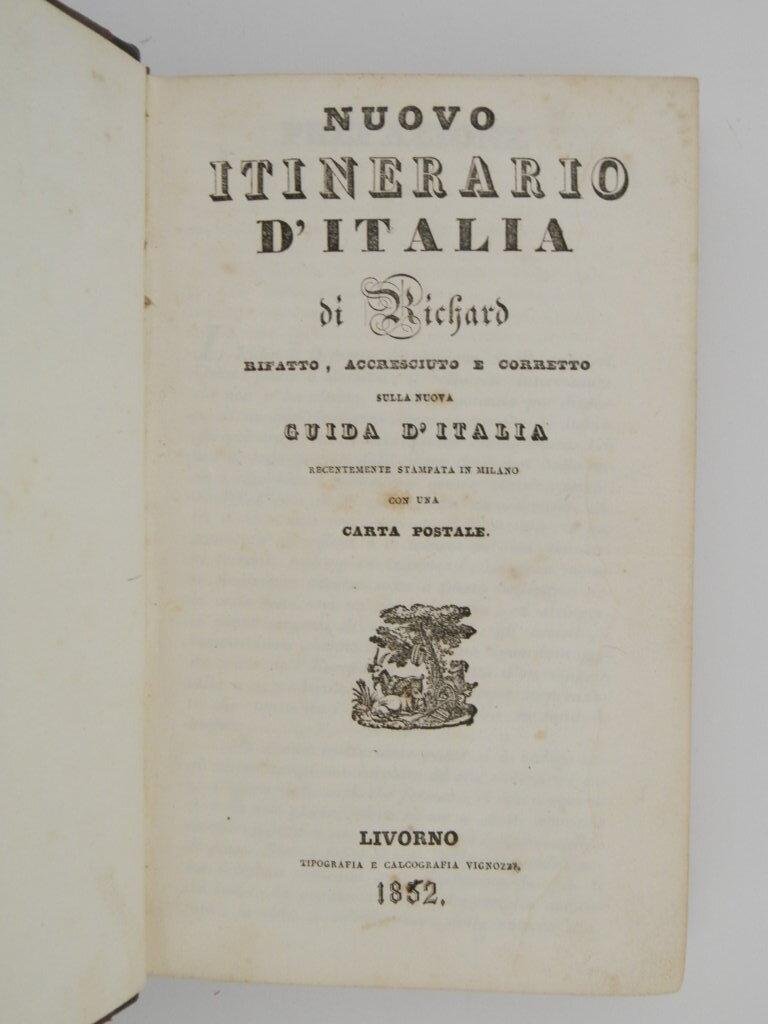 NUOVO
ITINERARIO
D'ITALIA
di Richard
RIFATTO, ACCRESCIUTO E CORRETTO
SULLA NUOVA
GUIDA D'ITALIA
RECENTEMENTE STAMPATA IN MILANO
CON UNA
CARTA POSTALE.
LIVORNO
TIPOGRAFIA E CALCOGRAFIA VIGNOZZI,